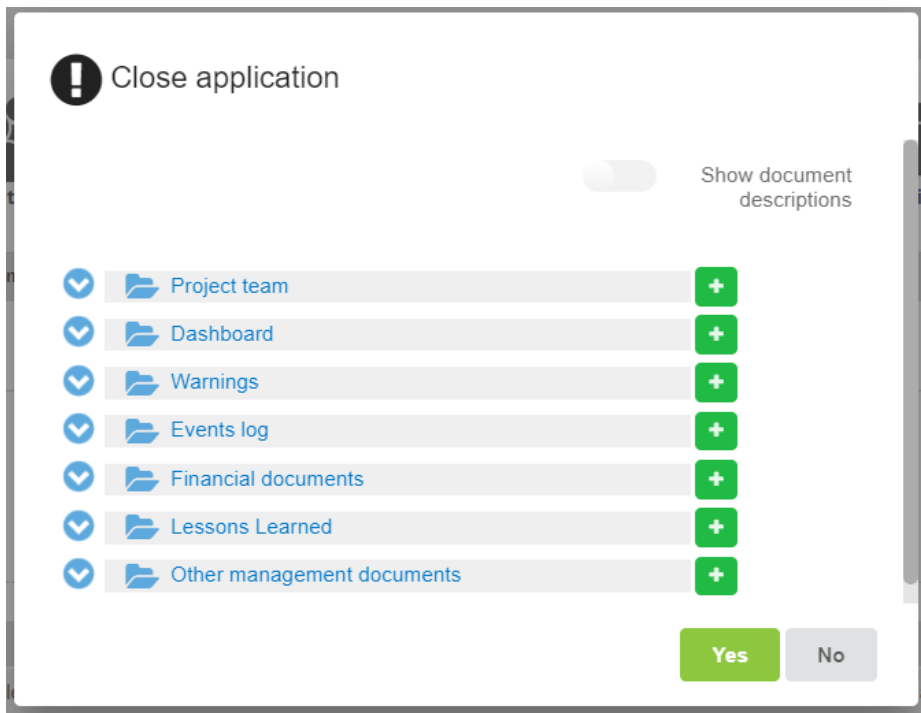 Close application
Show document
descriptions
Project team
Dashboard
Warnings
Events log
Financial documents
Lessons Learned
Other management documents
Yes
No